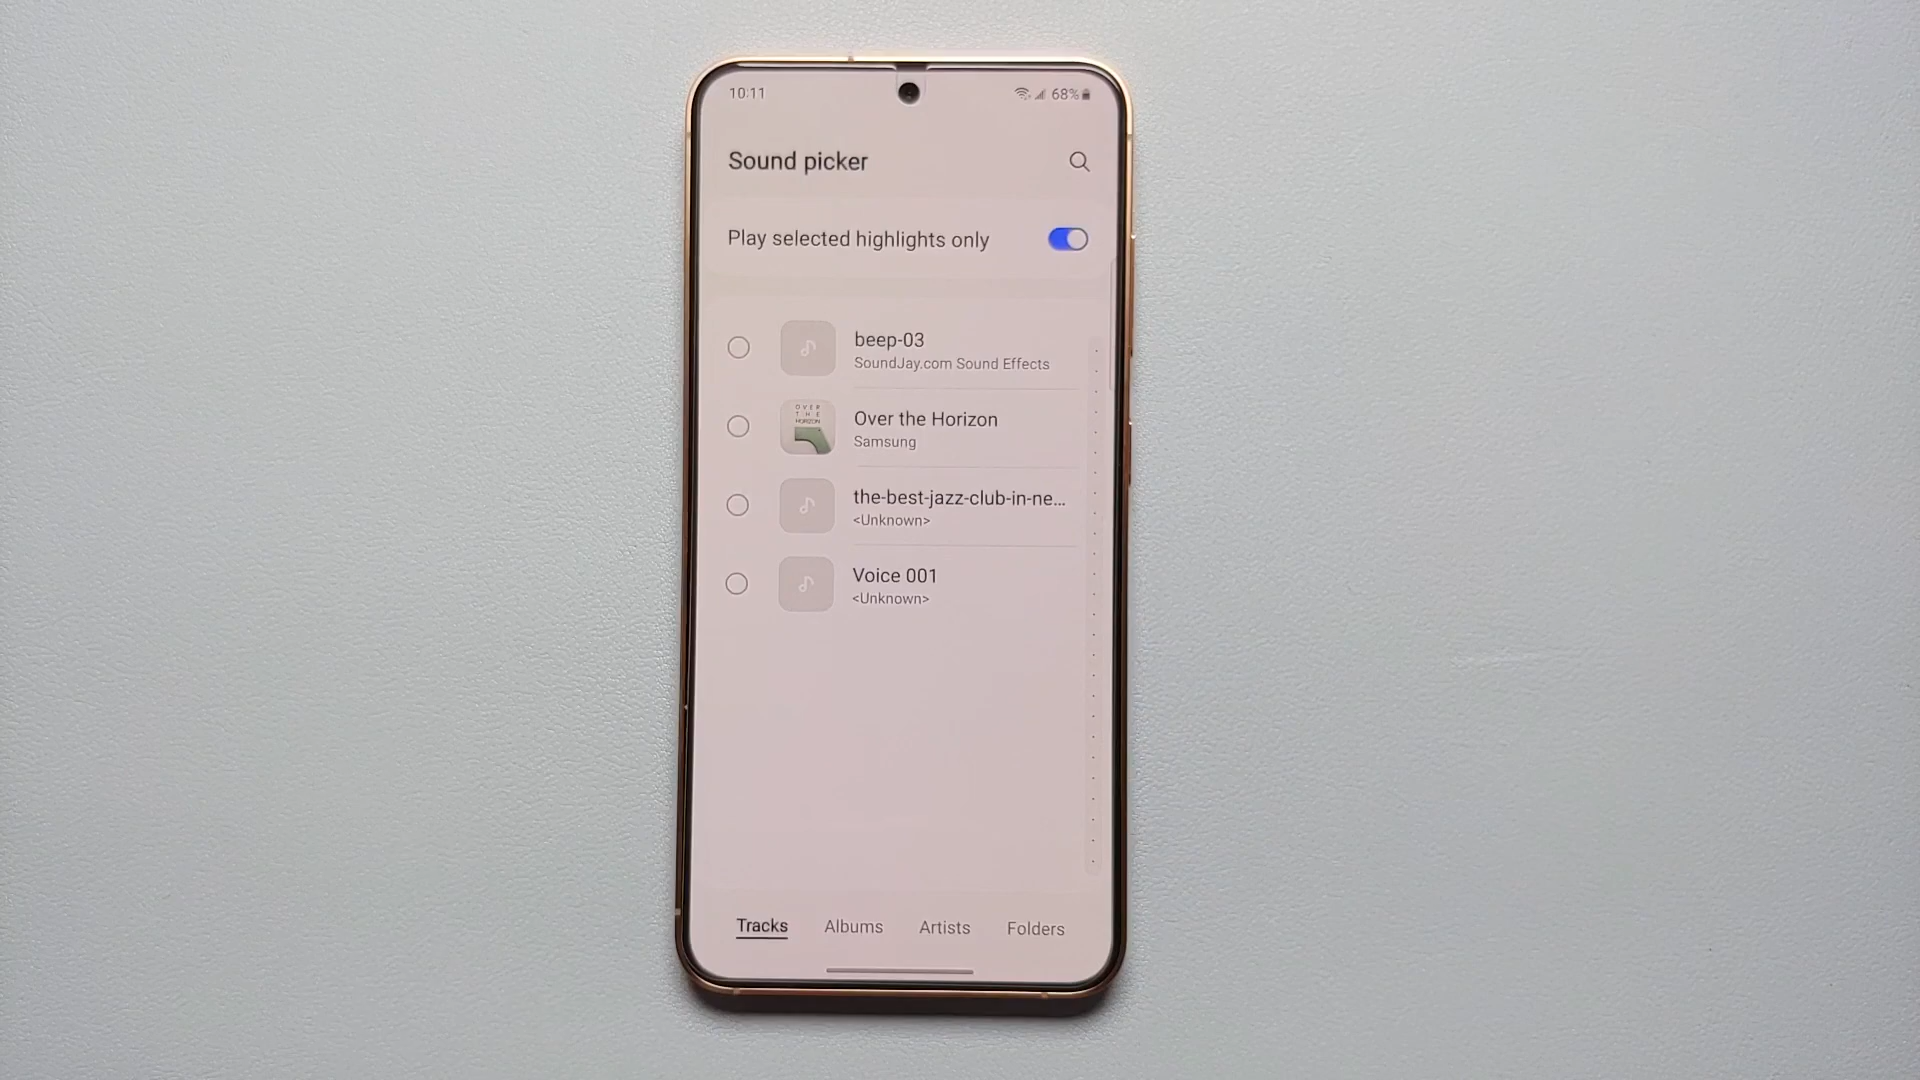 10:11
68%
Sound picker
Play selected highlights only
beep-03
SoundJay.com Sound Effects
OVER
THE
HORIZON
Over the Horizon
Samsung
the-best-jazz-club-in-ne...
<Unknown>
Voice 001
<Unknown>
Tracks Albums Artists Folders